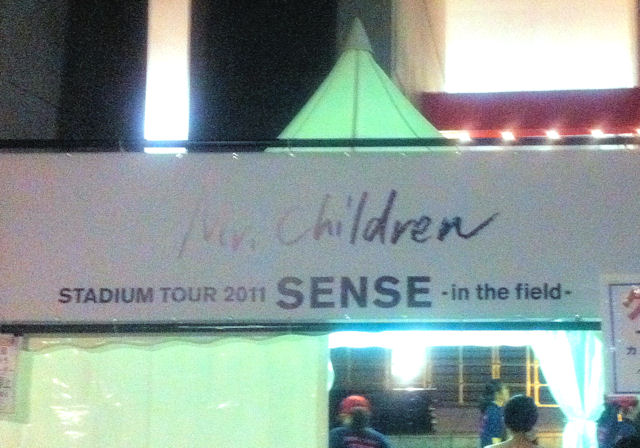 Mr. Children
STADIUM TOUR 2011 SENSE -in the field-